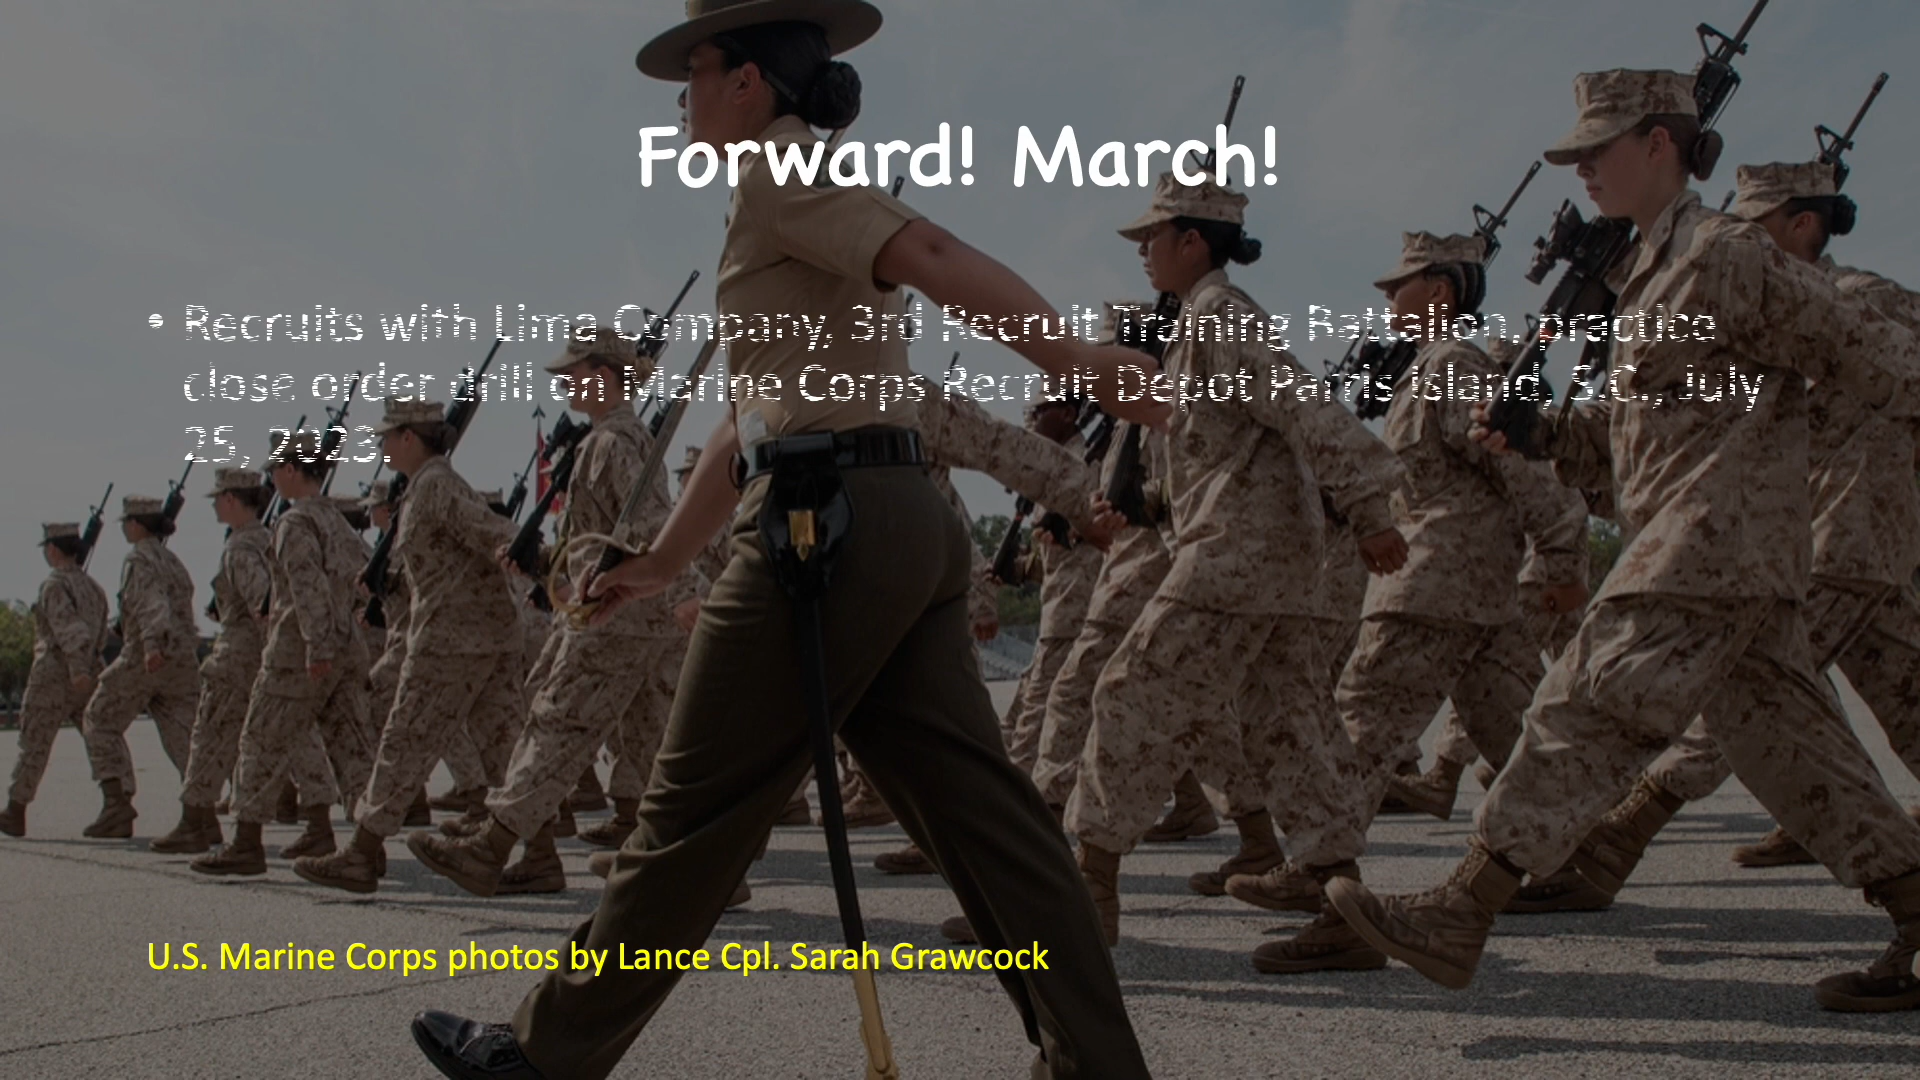 Forward! March!
• Recruits with Lima Company, 3rd Recruit Training Battalion, practice
close order drill on Marine Corps Recruit Depot Parris Island, S.C., July
25, 2023.
U.S. Marine Corps photos by Lance Cpl. Sarah Grawcock